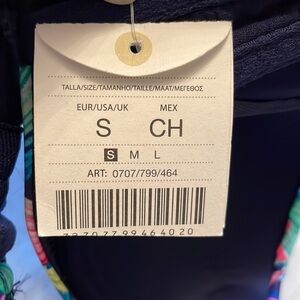 TALLA/SIZE/TAMANHO/TAILLE/MAAT/ΜΕΓΕΘΟΣ
EUR/USA/UK MEX
S CH
S M L
ART: 0707/799/464